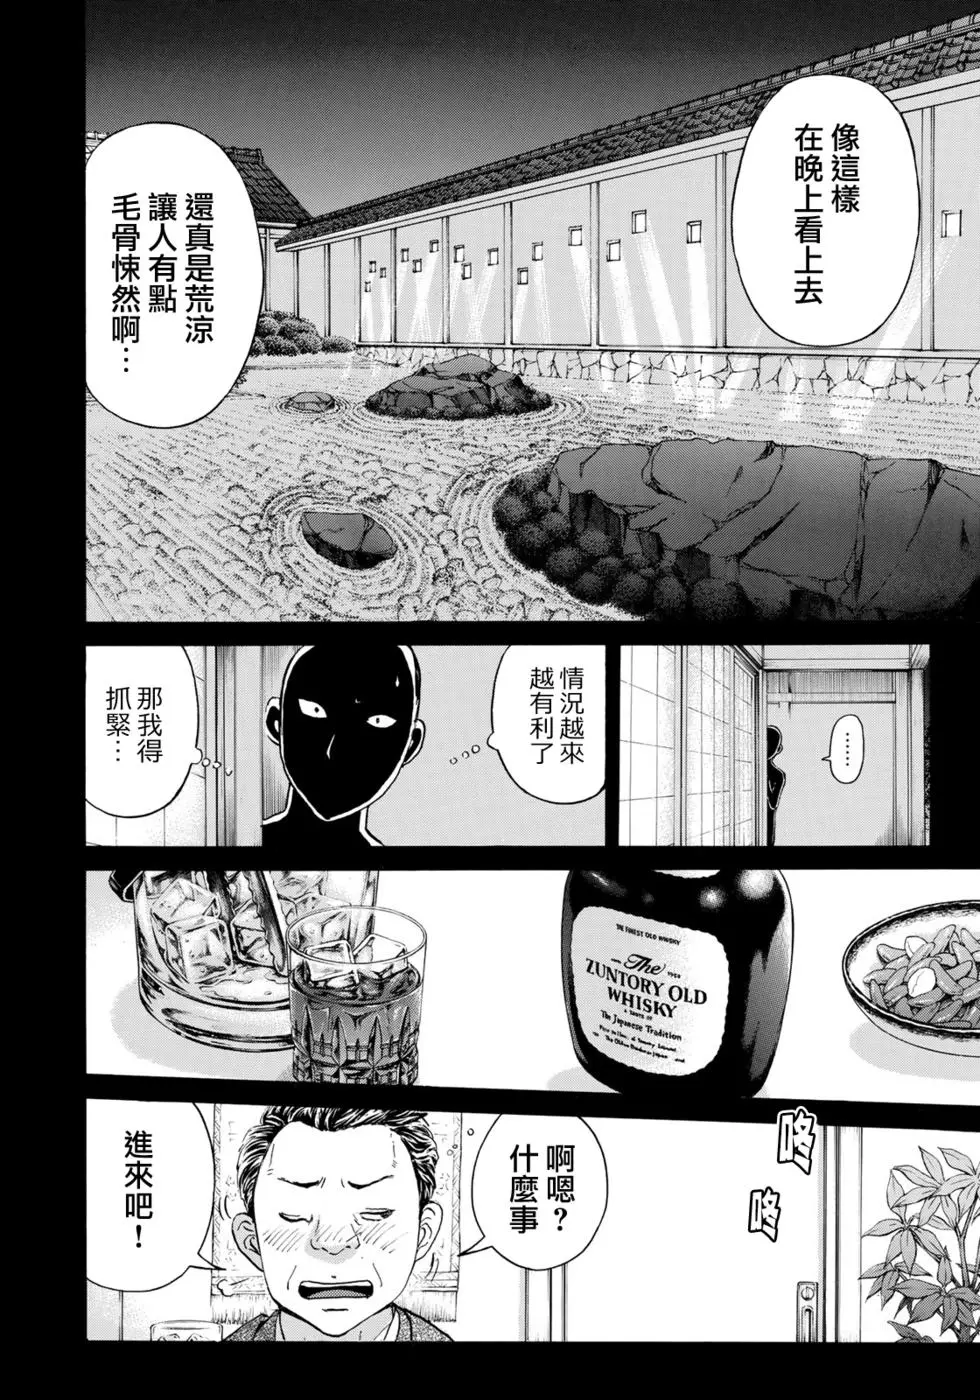 像這樣
在晚上看上去
還真是荒涼
讓人有點
毛骨悚然啊…
……
情況越來
越有利了
那我得
抓緊…
THE FINEST OLD WHISKY
The
ZUNTORY OLD
WHISKY
A TASTE OF
The Japanese Tradition
咚
咚
啊嗯?
什麼事
進來吧!